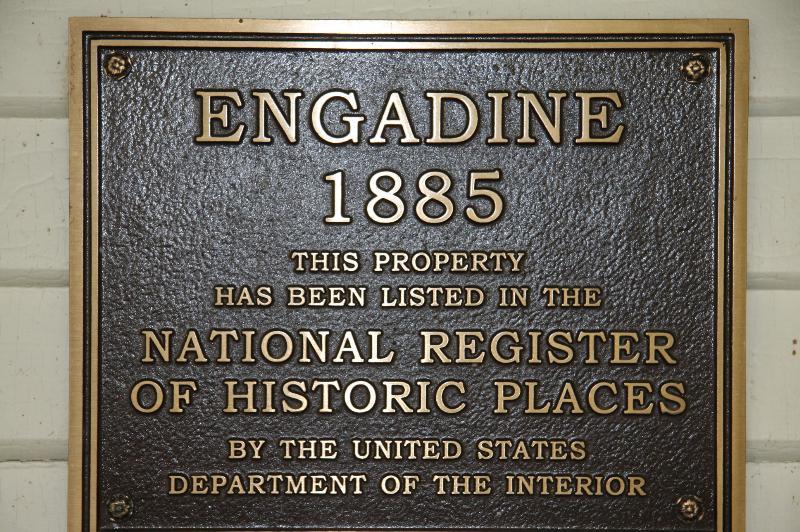 ENGADINE
1885
THIS PROPERTY
HAS BEEN LISTED IN THE
NATIONAL REGISTER
OF HISTORIC PLACES
BY THE UNITED STATES
DEPARTMENT OF THE INTERIOR